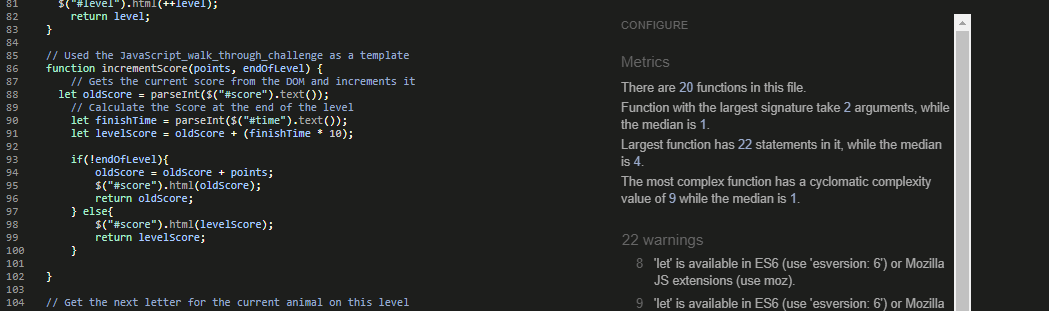 81 $("#level").html(++level);
82 return level;
83 }
84
85 // Used the JavaScript_walk_through_challenge as a template
86 function incrementScore(points, endOfLevel) {
87 // Gets the current score from the DOM and increments it
88 let oldScore = parseInt($("#score").text());
89 // Calculate the Score at the end of the level
90 let finishTime = parseInt($("#time").text());
91 let levelScore = oldScore + (finishTime * 10);
92
93 if(!endOfLevel){
94 oldScore = oldScore + points;
95 $("#score").html(oldScore);
96 return oldScore;
97 } else{
98 $("#score").html(levelScore);
99 return levelScore;
100 }
101
102 }
103
104 // Get the next letter for the current animal on this level
CONFIGURE
Metrics
There are 20 functions in this file.
Function with the largest signature take 2 arguments, while
the median is 1.
Largest function has 22 statements in it, while the median
is 4.
The most complex function has a cyclomatic complexity
value of 9 while the median is 1.
22 warnings
8 'let' is available in ES6 (use 'esversion: 6') or Mozilla
JS extensions (use moz).
9 'let' is available in ES6 (use 'esversion: 6') or Mozilla